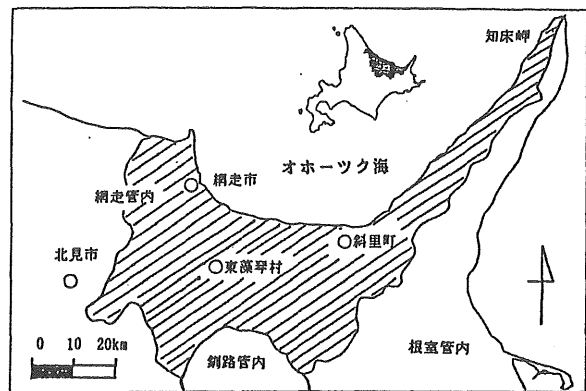 知床岬
オホーツク海
網走市
網走管内
斜里町
北見市
東藻琴村
0 10 20km
釧路管内
根室管内